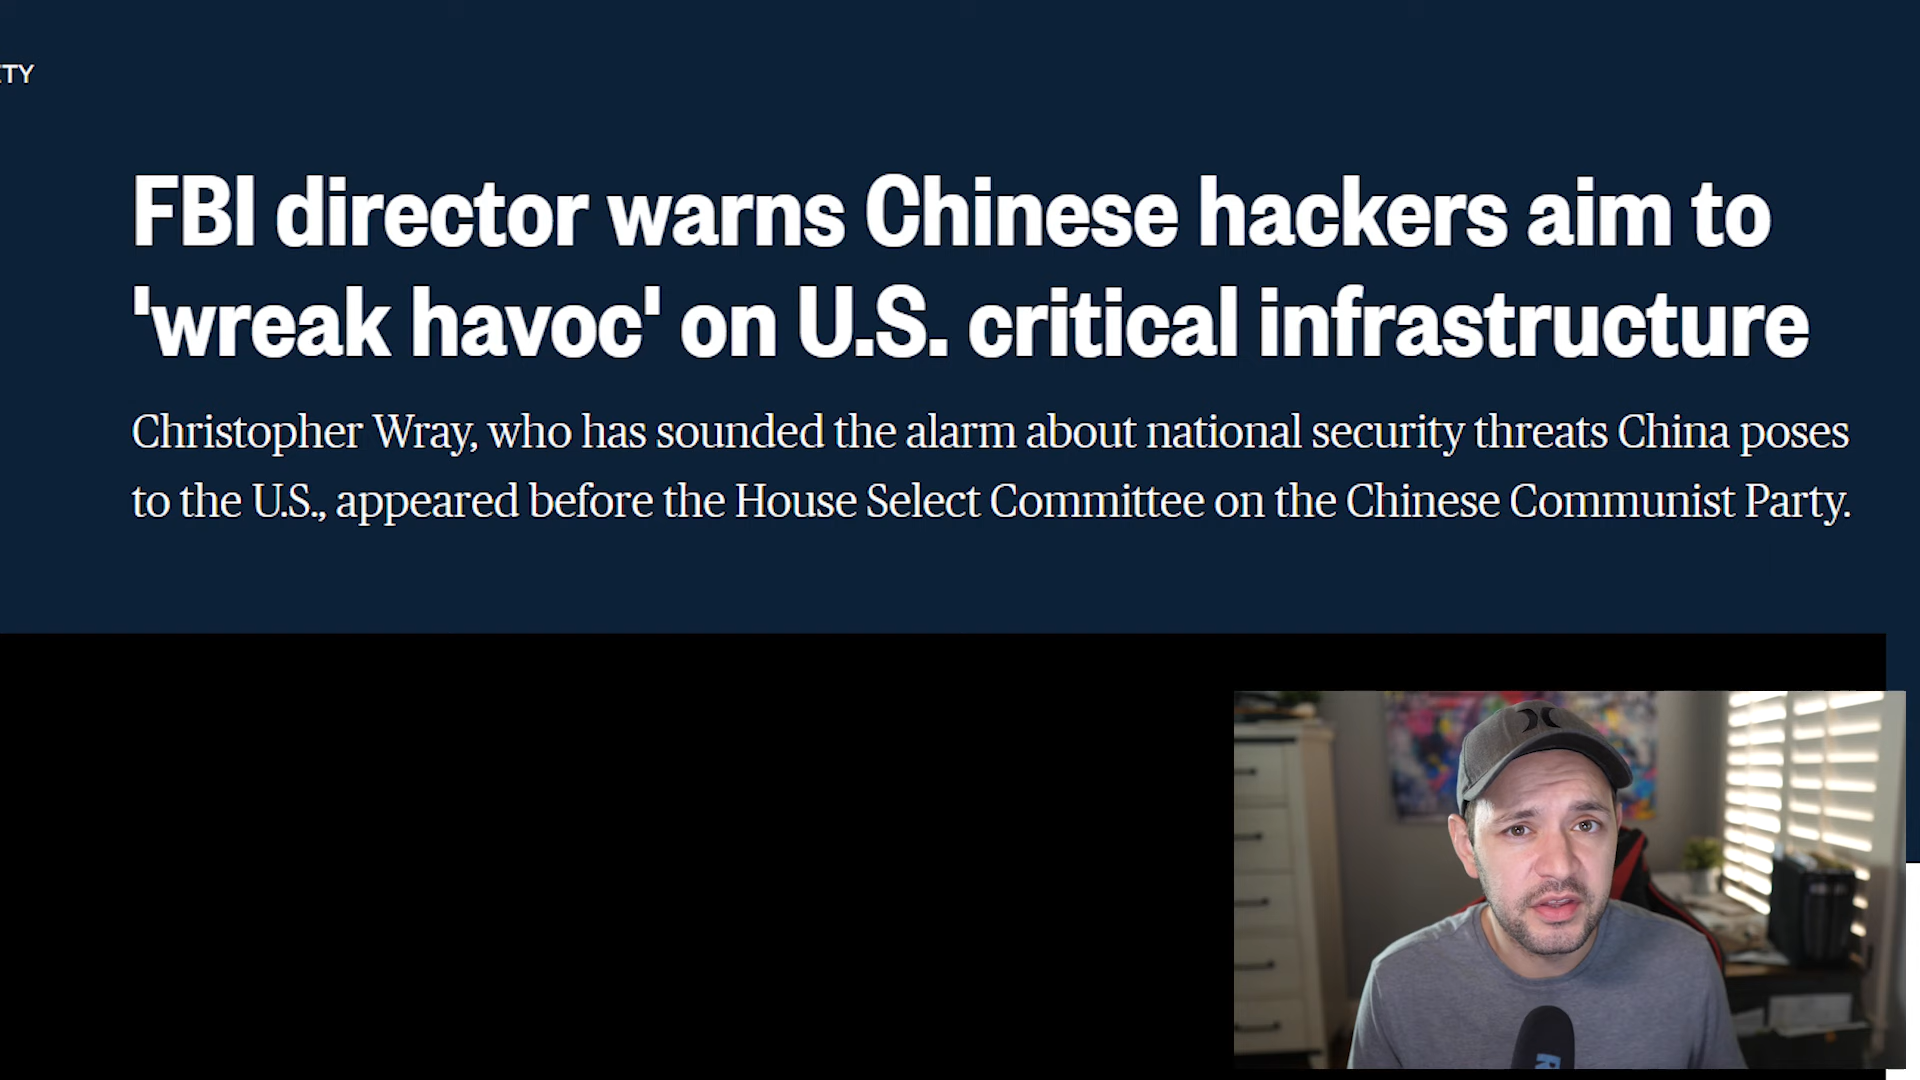 TY
FBI director warns Chinese hackers aim to
'wreak havoc' on U.S. critical infrastructure
Christopher Wray, who has sounded the alarm about national security threats China poses
to the U.S., appeared before the House Select Committee on the Chinese Communist Party.
R